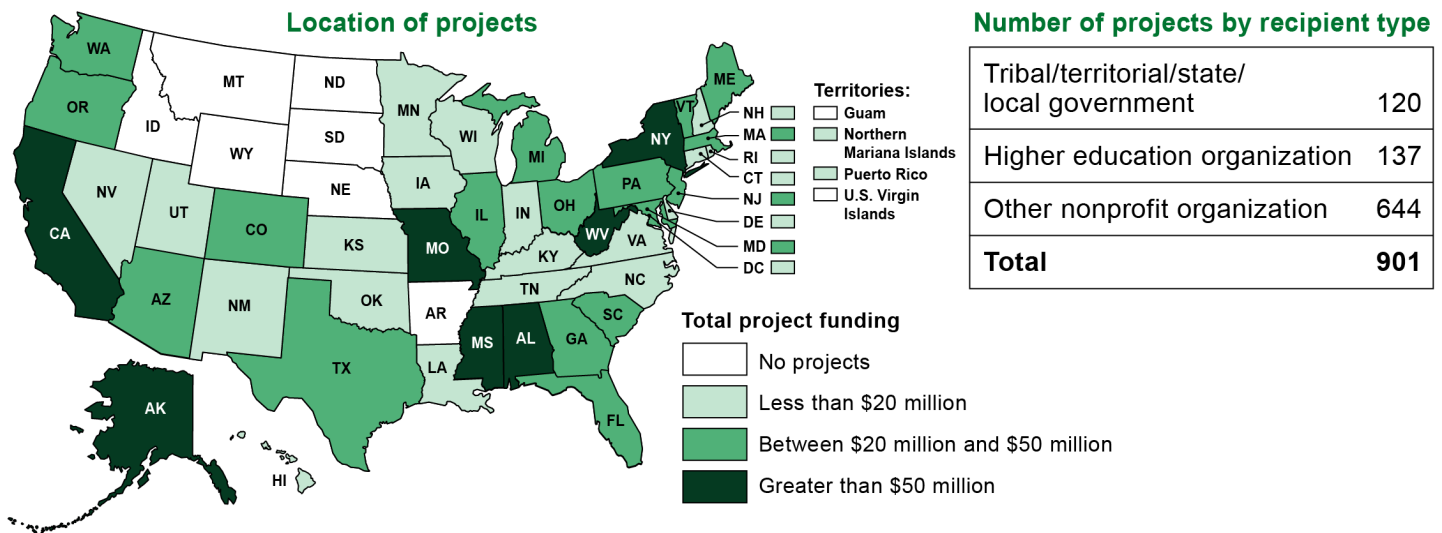 Location of projects
WA
OR
CA
NV
ID
MT
WY
UT
CO
AZ
NM
ND
SD
NE
KS
OK
TX
MN
IA
MO
AR
LA
WI
IL
MI
IN
OH
KY
TN
MS
AL
GA
FL
SC
NC
VA
WV
PA
NY
VT
ME
NH
MA
RI
CT
NJ
DE
MD
DC
AK
HI
Territories:
Guam
Northern
Mariana Islands
Puerto Rico
U.S. Virgin
Islands
Total project funding
No projects
Less than $20 million
Between $20 million and $50 million
Greater than $50 million
Number of projects by recipient type
Tribal/territorial/state/
local government 120
Higher education organization 137
Other nonprofit organization 644
Total 901